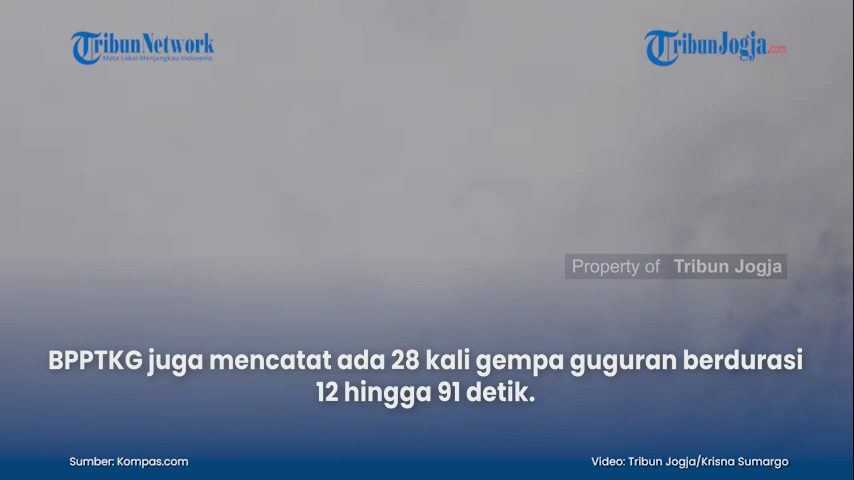 TribunNetwork
Mata Lokal Menjangkau Indonesia
TribunJogja.com
Property of Tribun Jogja
BPPTKG juga mencatat ada 28 kali gempa guguran berdurasi
12 hingga 91 detik.
Sumber: Kompas.com
Video: Tribun Jogja/Krisna Sumargo